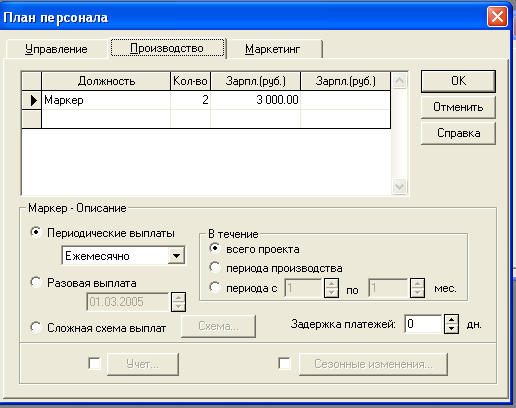 План персонала
Управление Производство Маркетинг
Должность Кол-во Зарпл.(руб.) Зарпл.(руб.)
Маркер 2 3 000.00
OK
Отменить
Справка
Маркер - Описание
Периодические выплаты
Ежемесячно
Разовая выплата
01.03.2005
Сложная схема выплат Схема...
В течение
всего проекта
периода производства
периода с 1 по 1 мес.
Задержка платежей: 0 дн.
Учет... Сезонные изменения...